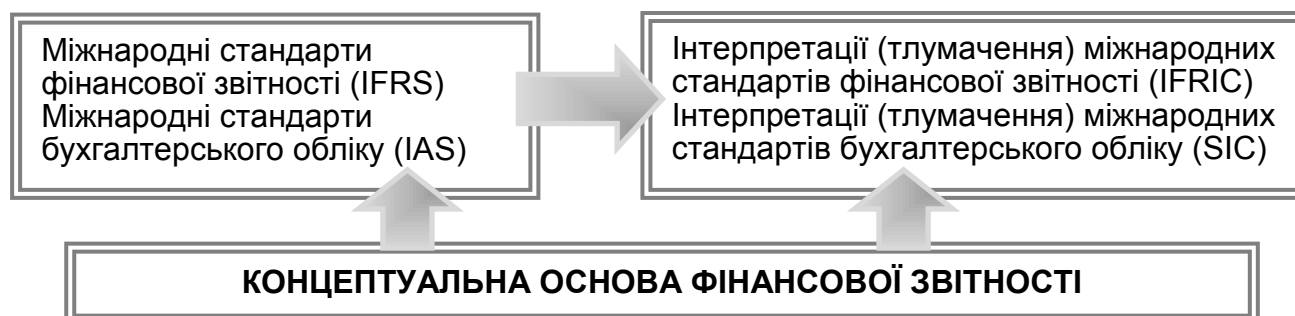 Міжнародні стандарти
фінансової звітності (IFRS)
Міжнародні стандарти
бухгалтерського обліку (IAS)
Інтерпретації (тлумачення) міжнародних
стандартів фінансової звітності (IFRIC)
Інтерпретації (тлумачення) міжнародних
стандартів бухгалтерського обліку (SIC)
КОНЦЕПТУАЛЬНА ОСНОВА ФІНАНСОВОЇ ЗВІТНОСТІ